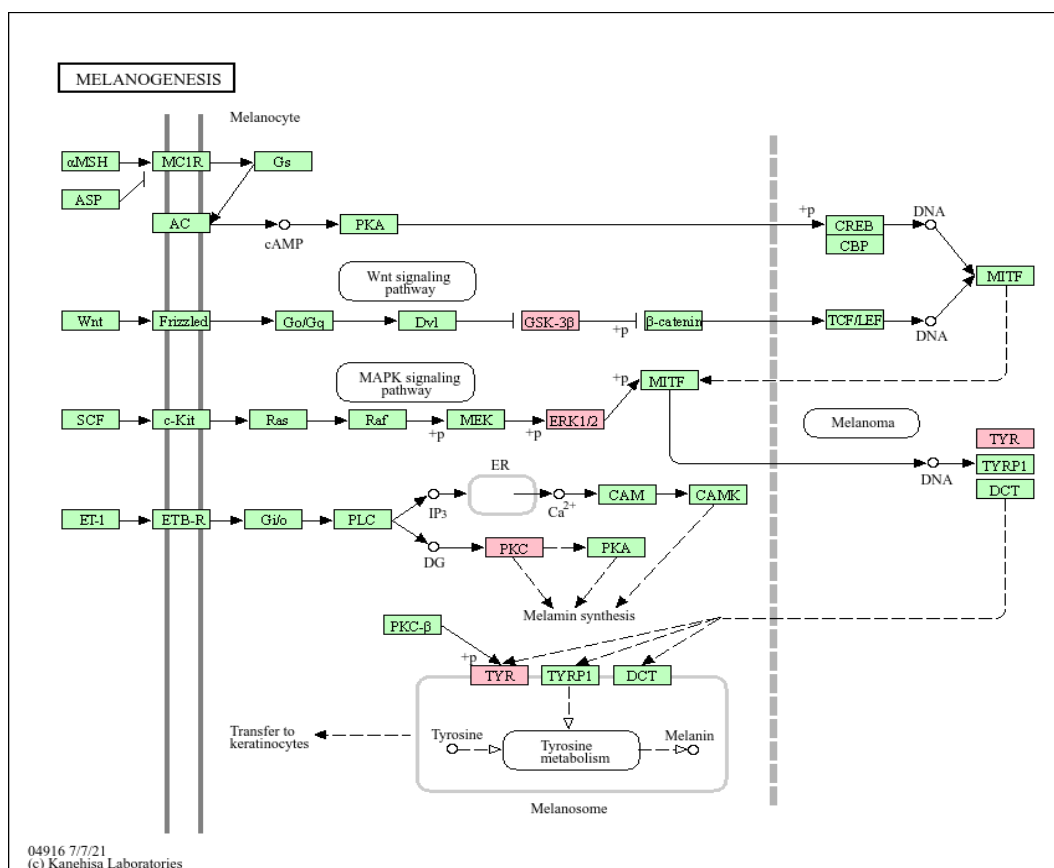 MELANOGENESIS
Melanocyte
αMSH
MC1R
Gs
ASP
AC
cAMP
PKA
+p
CREB
CBP
DNA
MITF
Wnt signaling
pathway
Wnt
Frizzled
Go/Gq
Dvl
GSK-3β
+p
β-catenin
TCF/LEF
DNA
MAPK signaling
pathway
+p
MITF
SCF
c-Kit
Ras
Raf
+p
MEK
+p
ERK1/2
Melanoma
TYR
TYRP1
DCT
DNA
ER
ET-1
ETB-R
Gi/o
PLC
IP3
Ca2+
CAM
CAMK
DG
PKC
PKA
Melamin synthesis
PKC-β
+p
TYR
TYRP1
DCT
Transfer to
keratinocytes
Tyrosine
Tyrosine
metabolism
Melanin
Melanosome
04916 7/7/21
(c) Kanehisa Laboratories